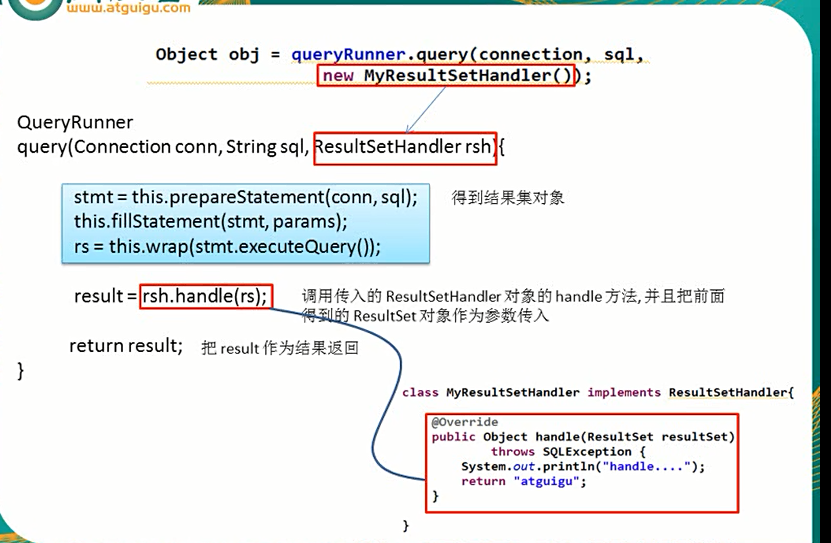 www.atguigu.com
Object obj = queryRunner.query(connection, sql,
new MyResultSetHandler());
QueryRunner
query(Connection conn, String sql, ResultSetHandler rsh){
stmt = this.prepareStatement(conn, sql);
得到结果集对象
this.fillStatement(stmt, params);
rs = this.wrap(stmt.executeQuery());
result = rsh.handle(rs);
调用传入的 ResultSetHandler 对象的 handle 方法, 并且把前面
得到的 ResultSet 对象作为参数传入
return result;
把 result 作为结果返回
}
class MyResultSetHandler implements ResultSetHandler{
@Override
public Object handle(ResultSet resultSet)
throws SQLException {
System.out.println("handle....");
return "atguigu";
}
}